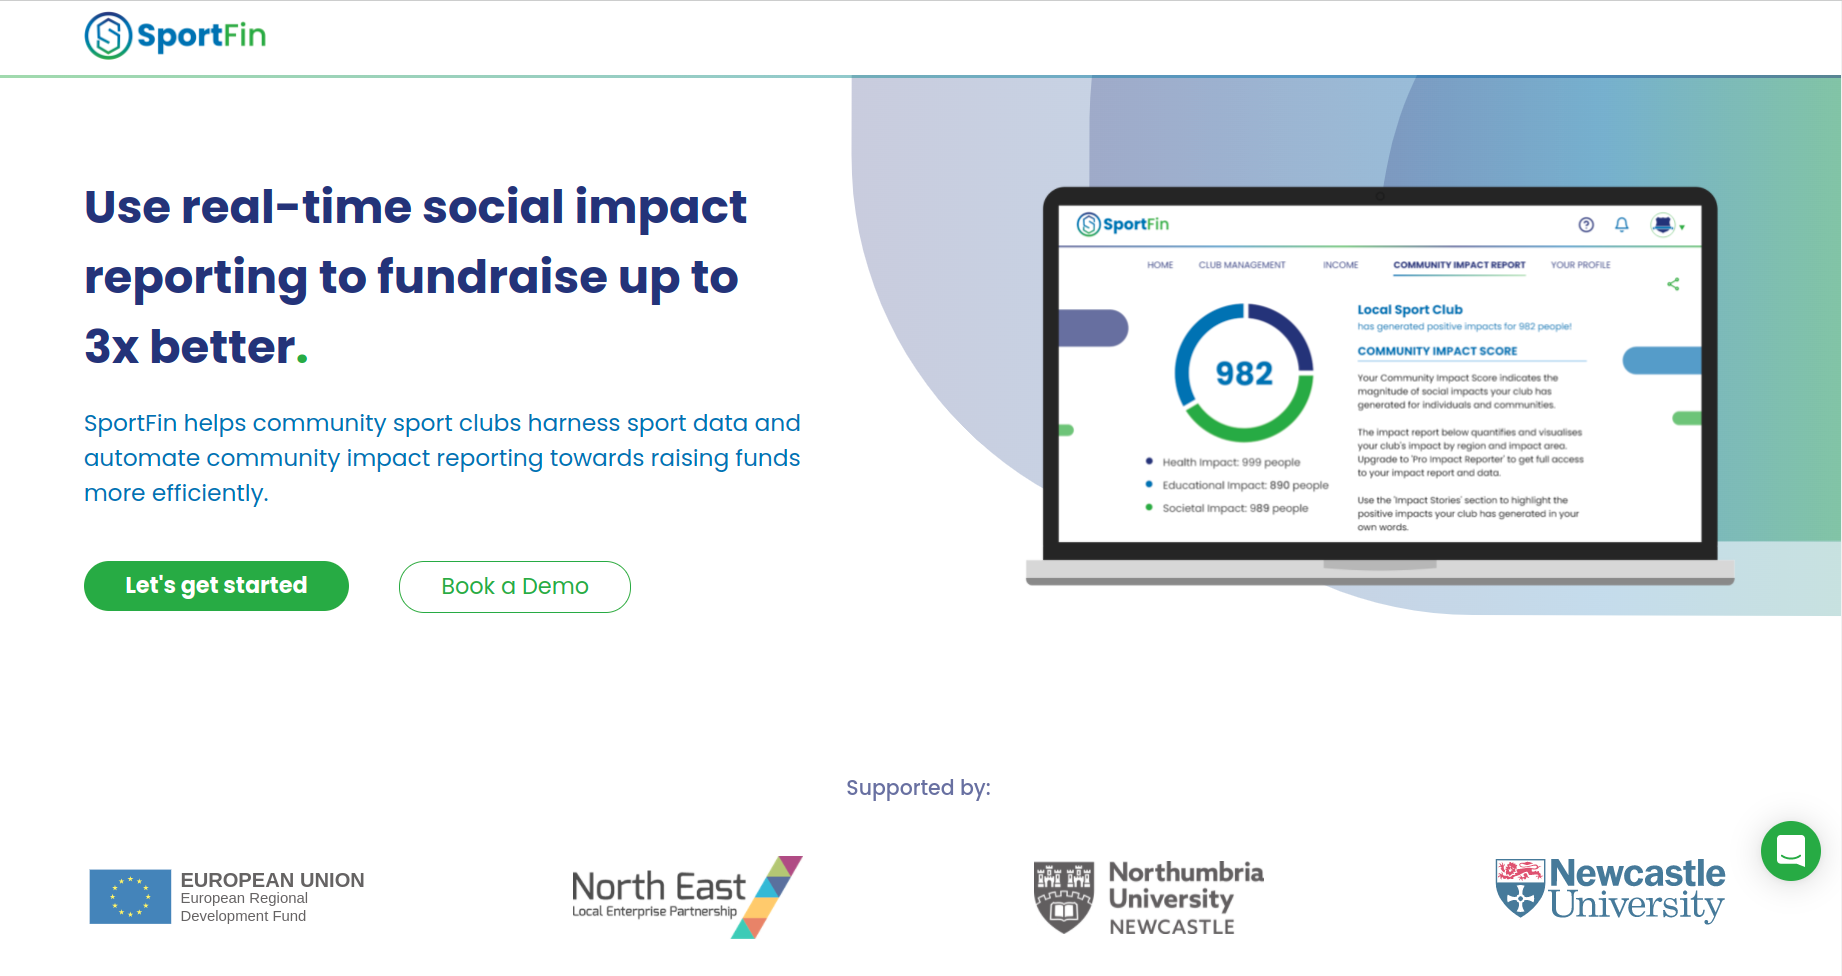 SportFin
Use real-time social impact
reporting to fundraise up to
3x better.
SportFin helps community sport clubs harness sport data and
automate community impact reporting towards raising funds
more efficiently.
Let's get started
Book a Demo
SportFin
HOME
CLUB MANAGEMENT
INCOME
COMMUNITY IMPACT REPORT
YOUR PROFILE
982
Health Impact: 999 people
Educational Impact: 890 people
Societal Impact: 989 people
Local Sport Club
has generated positive impacts for 982 people!
COMMUNITY IMPACT SCORE
Your Community Impact Score indicates the
magnitude of social impacts your club has
generated for individuals and communities.
The impact report below quantifies and visualises
your club's impact by region and impact area.
Upgrade to 'Pro Impact Reporter' to get full access
to your impact report and data.
Use the 'Impact Stories' section to highlight the
positive impacts your club has generated in your
own words.
Supported by:
EUROPEAN UNION
European Regional
Development Fund
North East
Local Enterprise Partnership
Northumbria
University
NEWCASTLE
Newcastle
University